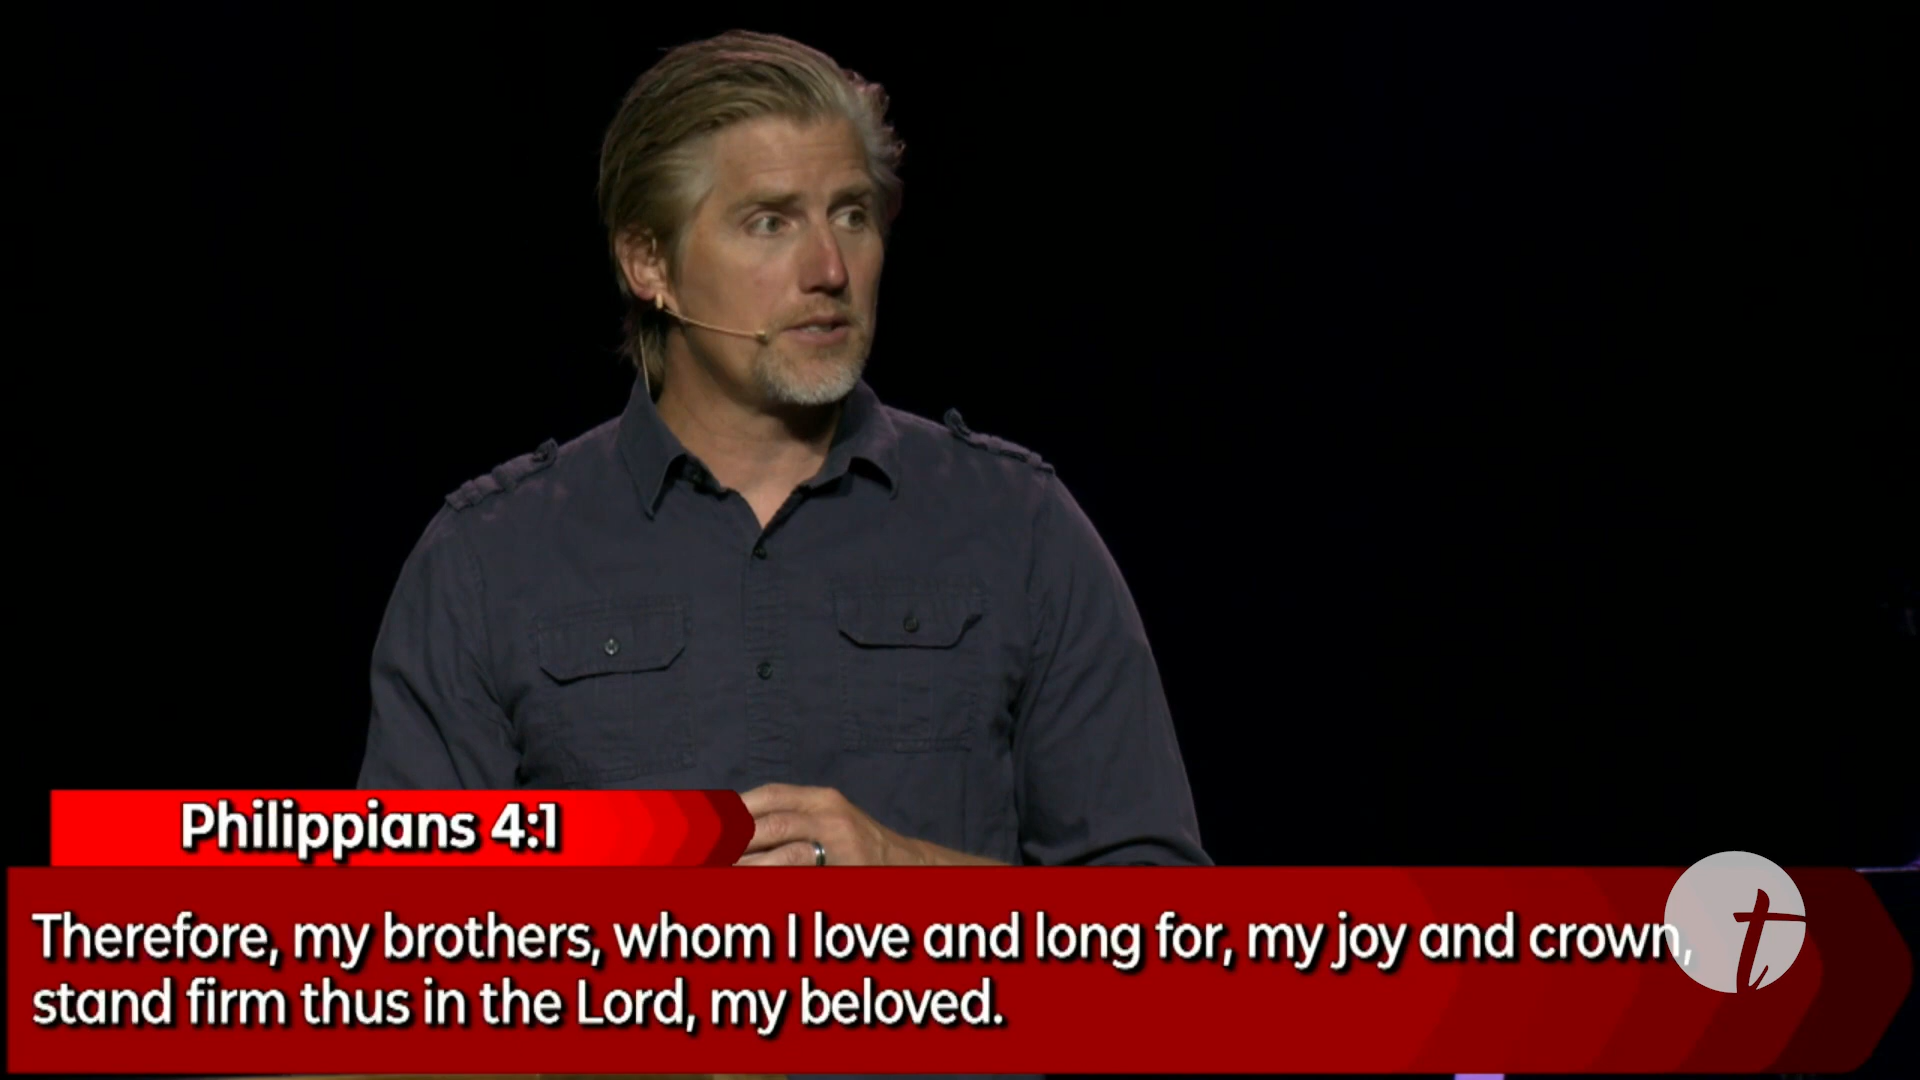 Philippians 4:1
Therefore, my brothers, whom I love and long for, my joy and crown,
stand firm thus in the Lord, my beloved.
t